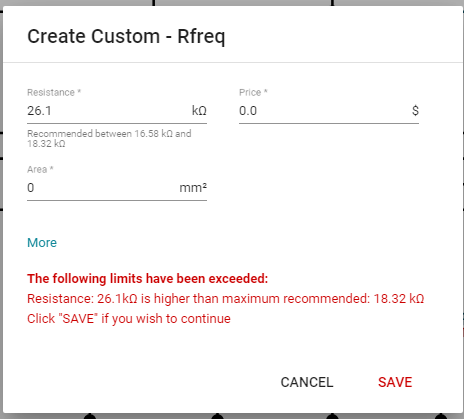 Create Custom - Rfreq
Resistance *
Price *
26.1 kΩ
0.0 $
Recommended between 16.58 kΩ and
18.32 kΩ
Area *
0 mm²
More
The following limits have been exceeded:
Resistance: 26.1kΩ is higher than maximum recommended: 18.32 kΩ
Click "SAVE" if you wish to continue
CANCEL
SAVE